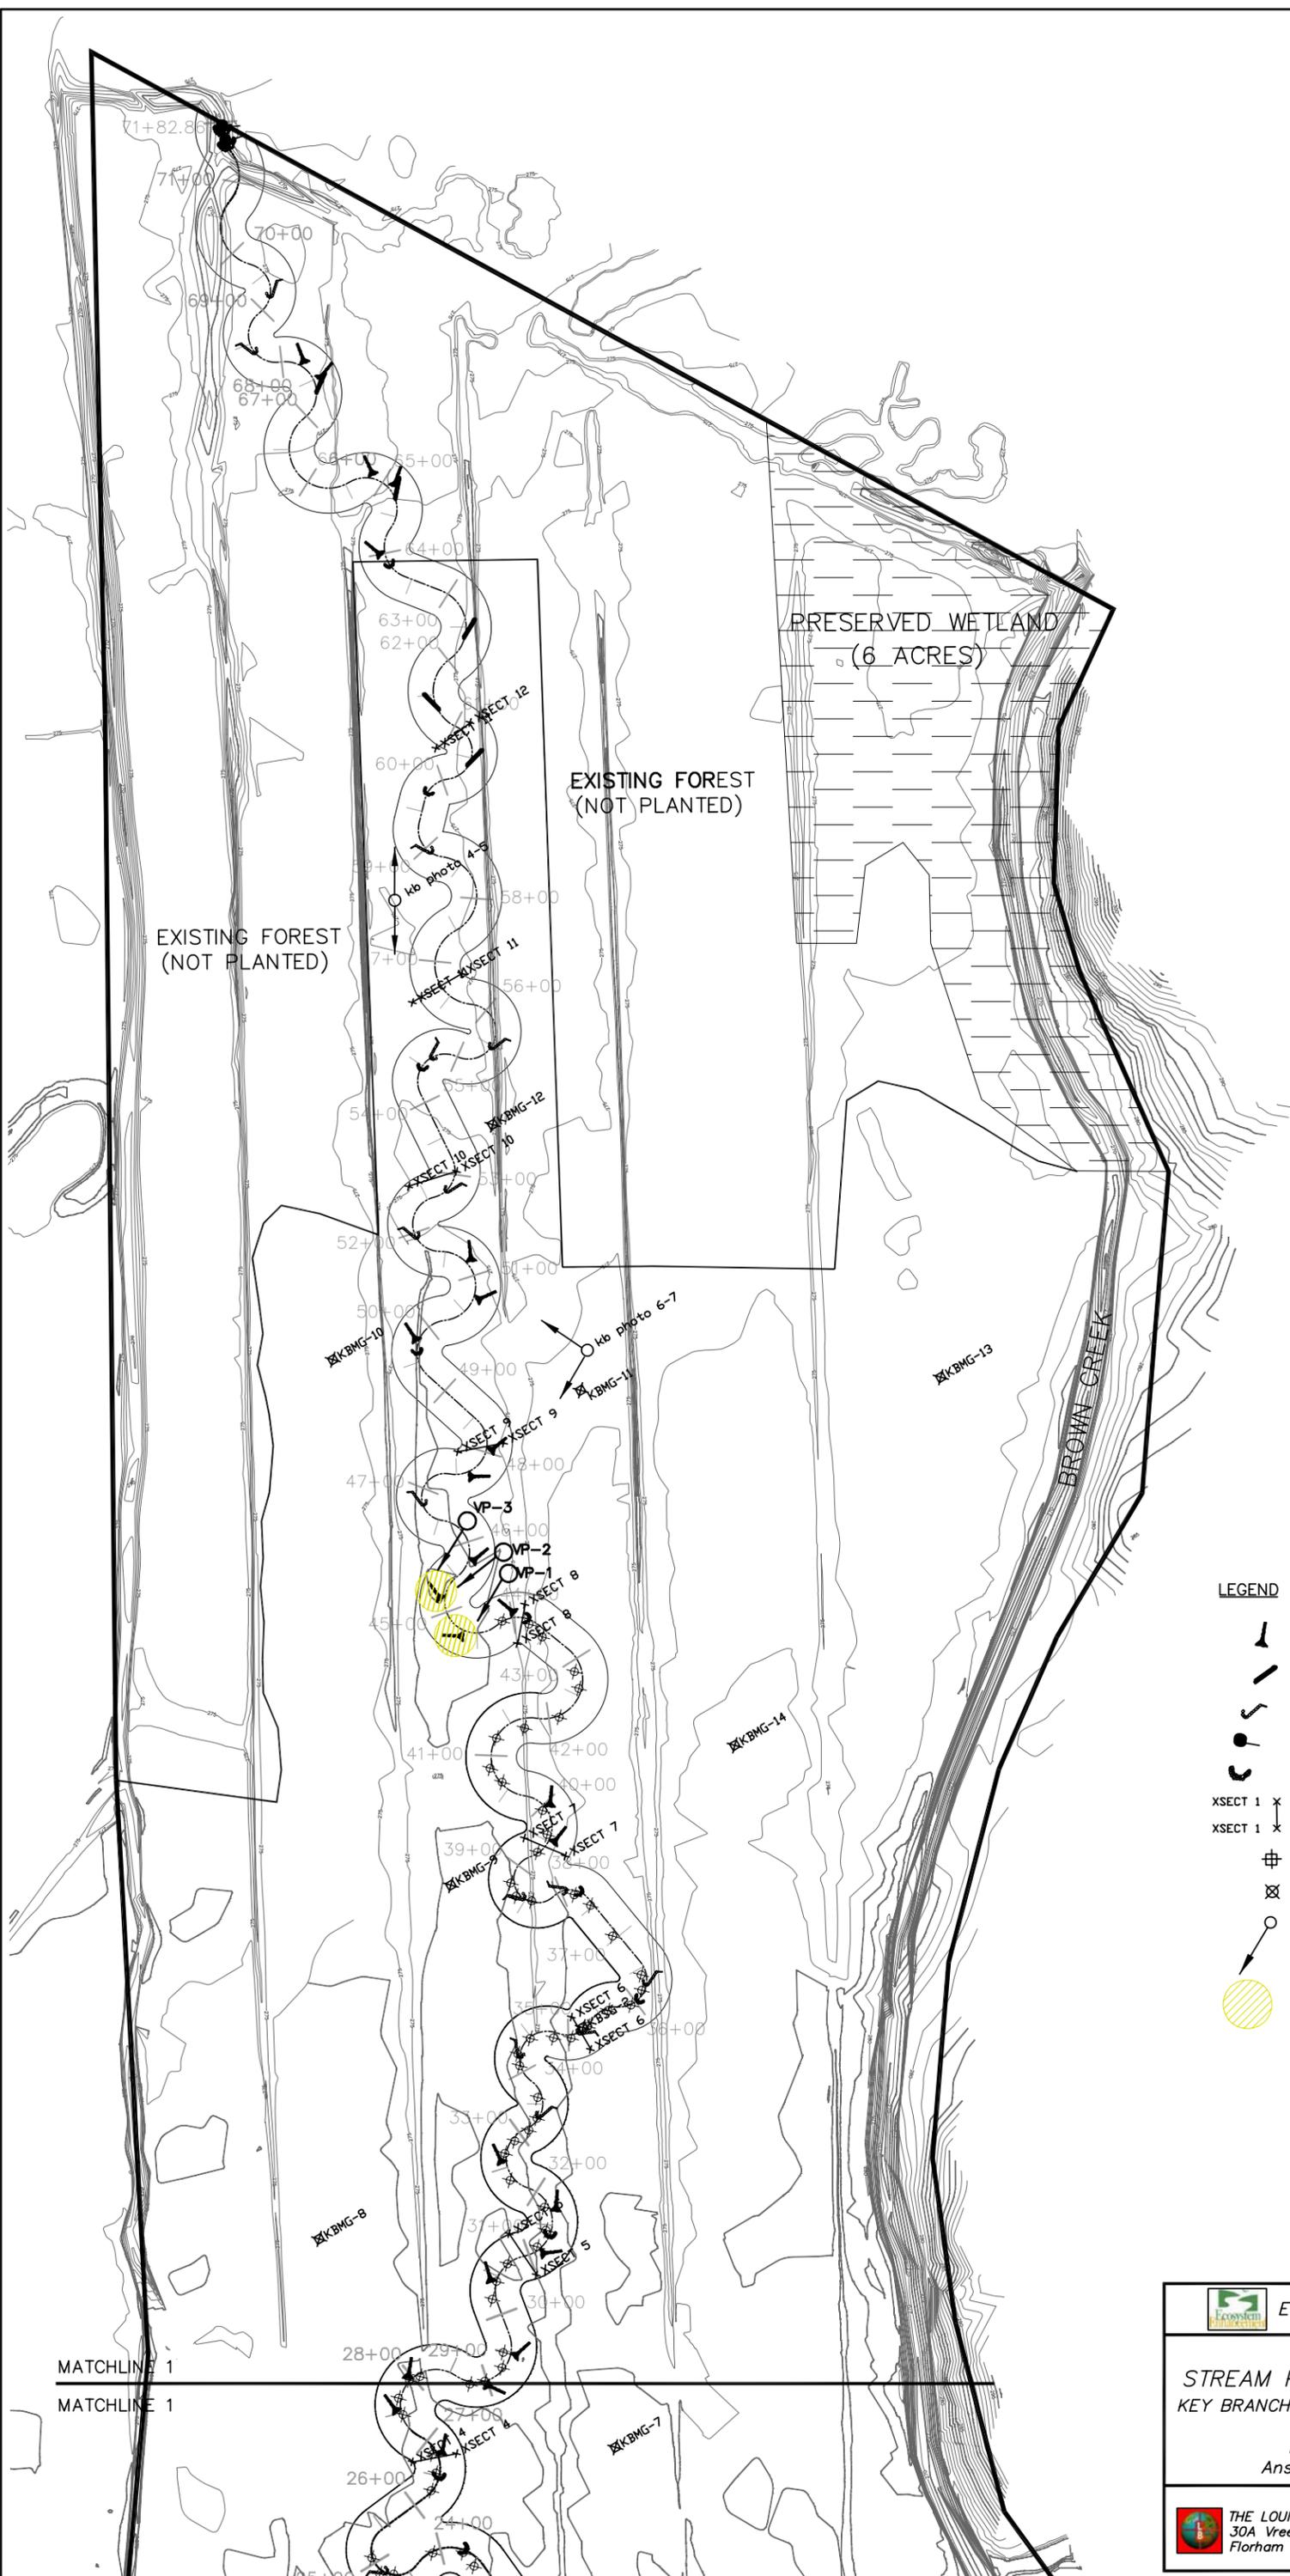 71+82.86
71+00
70+00
69+00
68+00
67+00
66+00
65+00
64+00
63+00
62+00
PRESERVED WETLAND
(6 ACRES)
XSECT 12
60+00
EXISTING FOREST
(NOT PLANTED)
kb photo 4-5
58+00
EXISTING FOREST
(NOT PLANTED)
XSECT 11
XSECT 11
56+00
55+00
54+00
KBMG-12
XSECT 10
XSECT 10
53+00
52+00
51+00
50+00
kb photo 6-7
KBMG-10
KBMG-13
49+00
KBMG-11
BROWN CREEK
XSECT 9
XSECT 9
48+00
47+00
VP-3
46+00
VP-2
VP-1
XSECT 8
45+00
XSECT 8
43+00
KBMG-14
42+00
41+00
40+00
XSECT 7
39+00
XSECT 7
38+00
KBMG-9
37+00
XSECT 6
36+00
XSECT 6
34+00
33+00
32+00
KBMG-8
XSECT 5
30+00
28+00
29+00
MATCHLINE 1
MATCHLINE 1
27+00
XSECT 4
XSECT 4
KBMG-7
26+00
24+00
LEGEND
XSECT 1
XSECT 1
Ecosystem
STREAM
KEY BRANCH
THE
30A
Florham